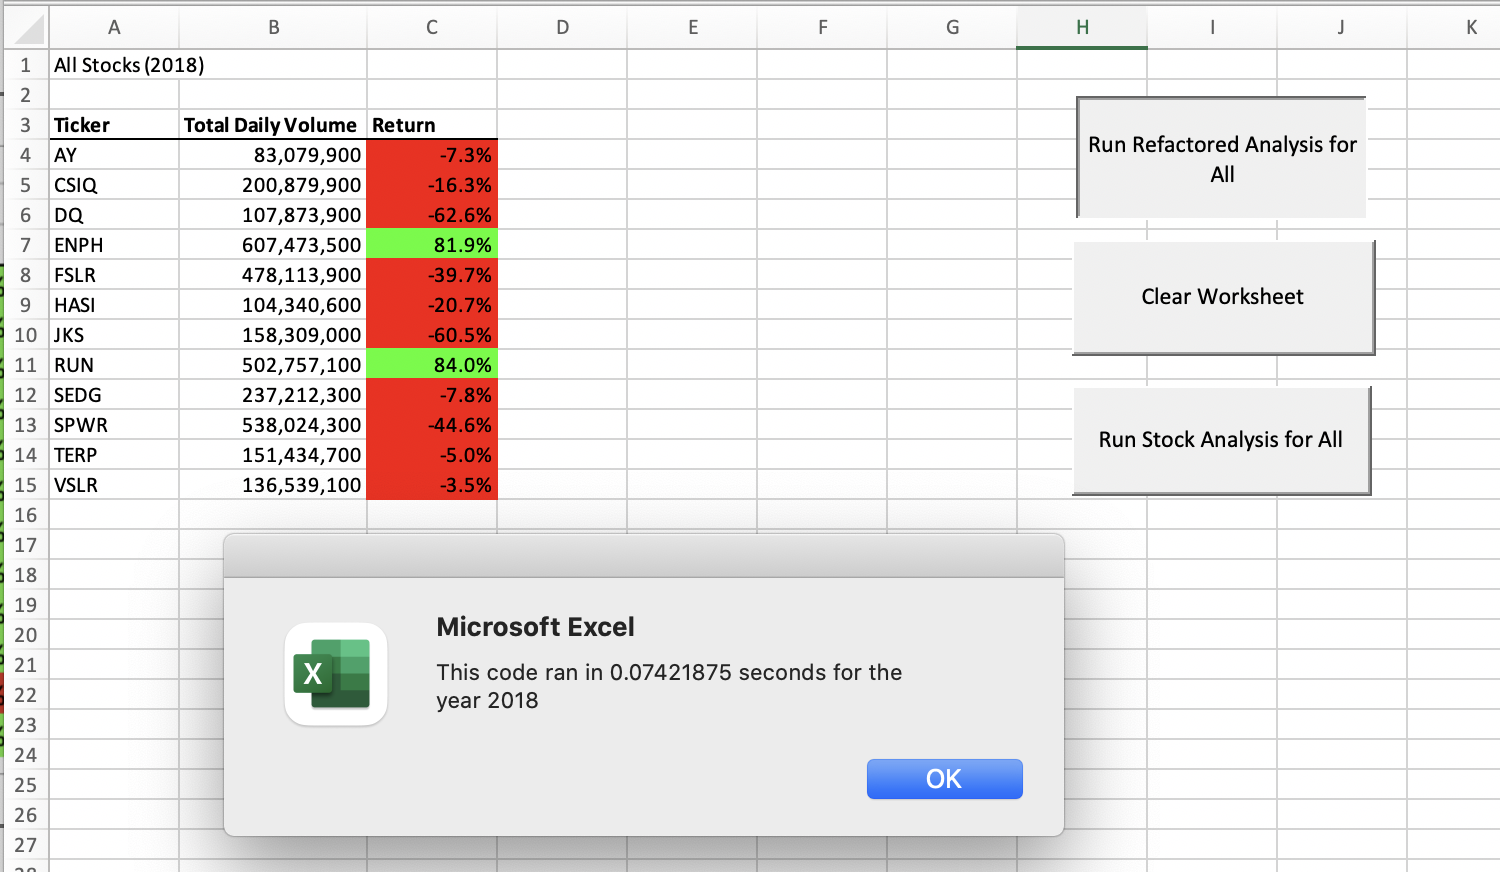 A B C D E F G H I J K
1 All Stocks (2018)
2
3 Ticker Total Daily Volume Return
4 AY 83,079,900 -7.3%
5 CSIQ 200,879,900 -16.3%
6 DQ 107,873,900 -62.6%
7 ENPH 607,473,500 81.9%
8 FSLR 478,113,900 -39.7%
9 HASI 104,340,600 -20.7%
10 JKS 158,309,000 -60.5%
11 RUN 502,757,100 84.0%
12 SEDG 237,212,300 -7.8%
13 SPWR 538,024,300 -44.6%
14 TERP 151,434,700 -5.0%
15 VSLR 136,539,100 -3.5%
16
17
18
19
20
21
22
23
24
25
26
27
Run Refactored Analysis for
All
Clear Worksheet
Run Stock Analysis for All
X
Microsoft Excel
This code ran in 0.07421875 seconds for the
year 2018
OK